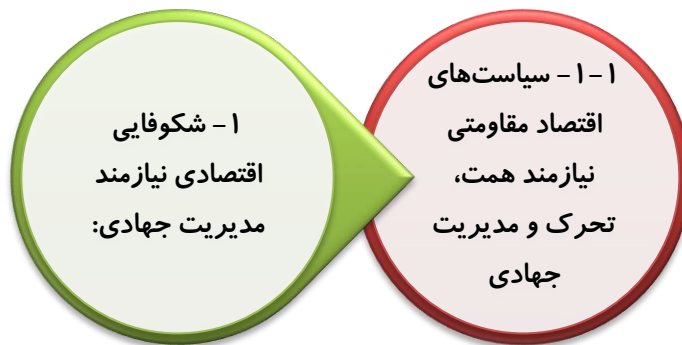 ۱- شکوفایی
اقتصادی نیازمند
مدیریت جهادی:
۱-۱- سیاست‌های
اقتصاد مقاومتی
نیازمند همت،
تحرک و مدیریت
جهادی